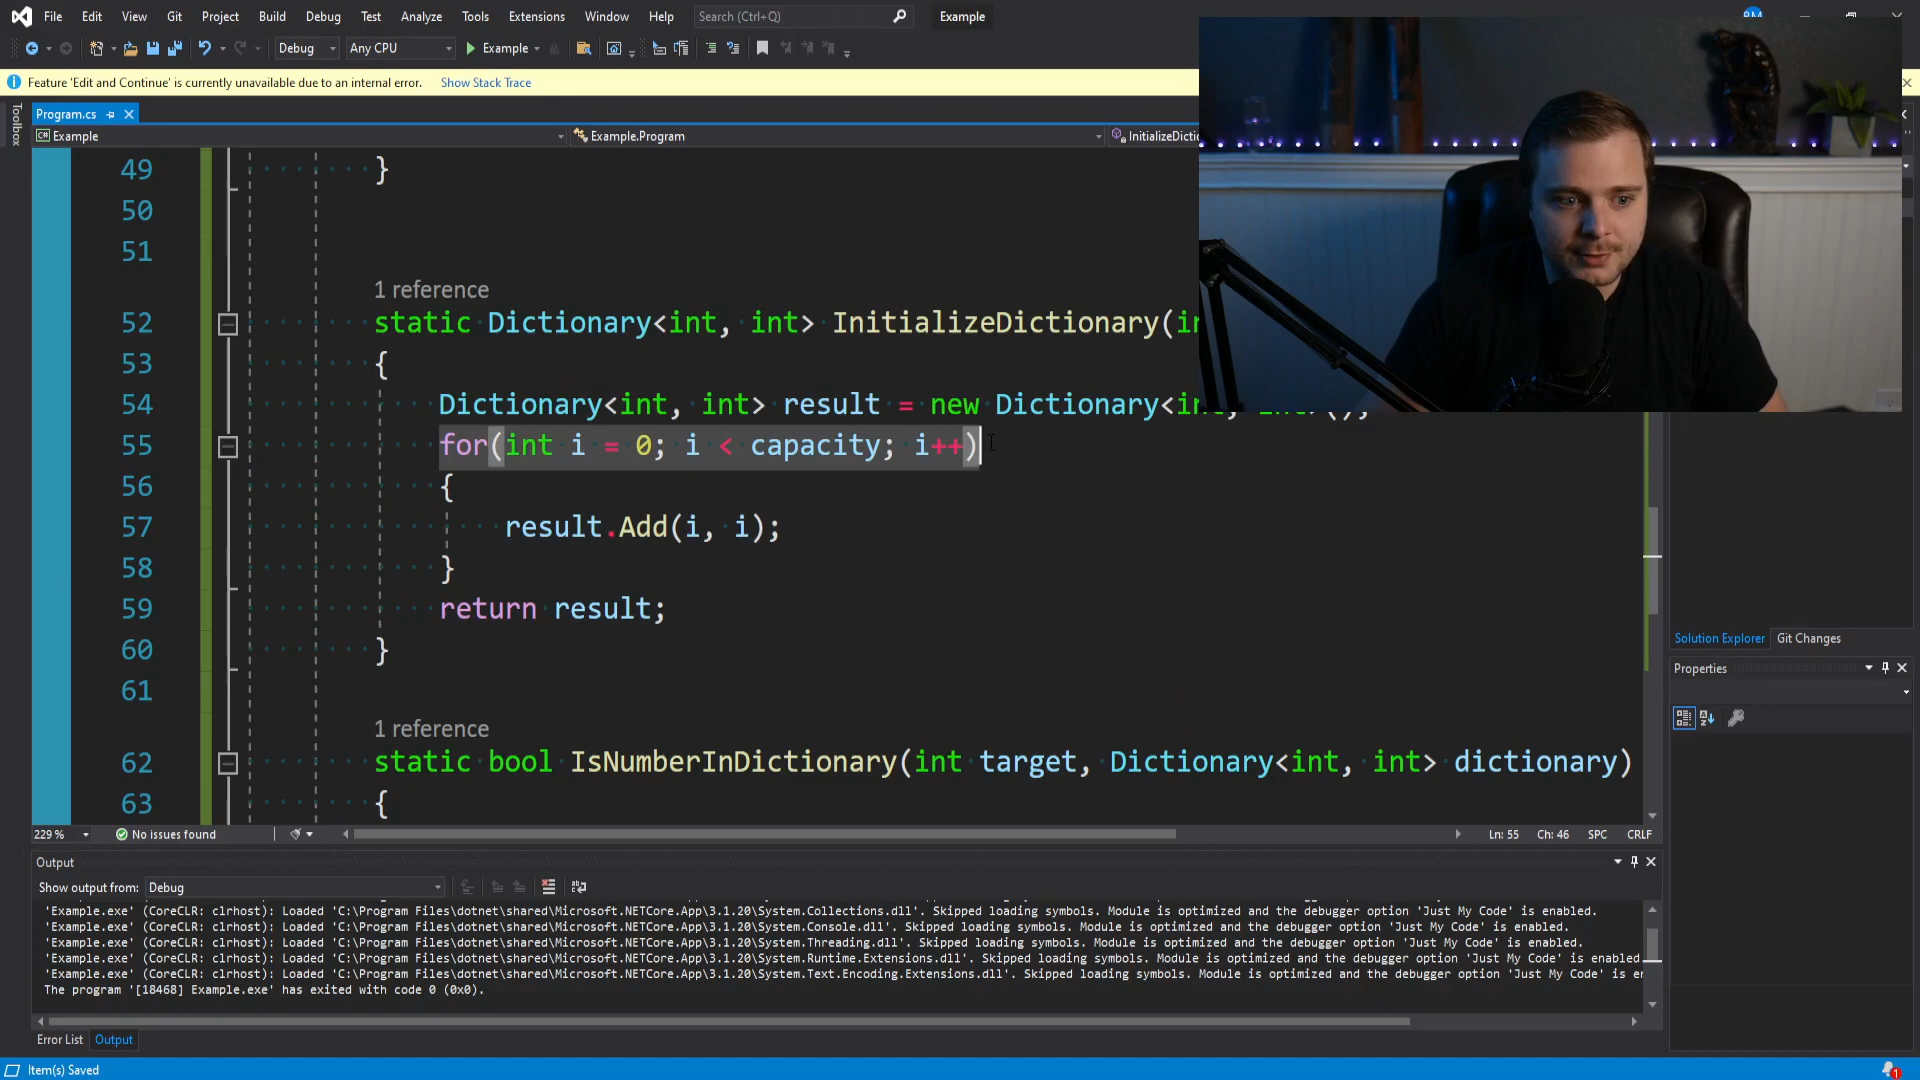 File Edit View Git Project Build Debug Test Analyze Tools Extensions Window Help Search (Ctrl+Q) Example
Debug Any CPU Example
Feature 'Edit and Continue' is currently unavailable due to an internal error. Show Stack Trace
Toolbox
Program.cs
Example Example.Program InitializeDictio
49 }
50
51
1 reference
52 static Dictionary<int, int> InitializeDictionary(in
53 {
54 Dictionary<int, int> result = new Dictionary<int, int>();
55 for(int i = 0; i < capacity; i++)
56 {
57 result.Add(i, i);
58 }
59 return result;
60 }
61
1 reference
62 static bool IsNumberInDictionary(int target, Dictionary<int, int> dictionary)
63 {
229 % No issues found Ln: 55 Ch: 46 SPC CRLF
Solution Explorer Git Changes
Properties
Output
Show output from: Debug
'Example.exe' (CoreCLR: clrhost): Loaded 'C:\Program Files\dotnet\shared\Microsoft.NETCore.App\3.1.20\System.Collections.dll'. Skipped loading symbols. Module is optimized and the debugger option 'Just My Code' is enabled.
'Example.exe' (CoreCLR: clrhost): Loaded 'C:\Program Files\dotnet\shared\Microsoft.NETCore.App\3.1.20\System.Console.dll'. Skipped loading symbols. Module is optimized and the debugger option 'Just My Code' is enabled.
'Example.exe' (CoreCLR: clrhost): Loaded 'C:\Program Files\dotnet\shared\Microsoft.NETCore.App\3.1.20\System.Threading.dll'. Skipped loading symbols. Module is optimized and the debugger option 'Just My Code' is enabled.
'Example.exe' (CoreCLR: clrhost): Loaded 'C:\Program Files\dotnet\shared\Microsoft.NETCore.App\3.1.20\System.Runtime.Extensions.dll'. Skipped loading symbols. Module is optimized and the debugger option 'Just My Code' is enabled
'Example.exe' (CoreCLR: clrhost): Loaded 'C:\Program Files\dotnet\shared\Microsoft.NETCore.App\3.1.20\System.Text.Encoding.Extensions.dll'. Skipped loading symbols. Module is optimized and the debugger option 'Just My Code' is er
The program '[18468] Example.exe' has exited with code 0 (0x0).
Error List Output
Item(s) Saved 1